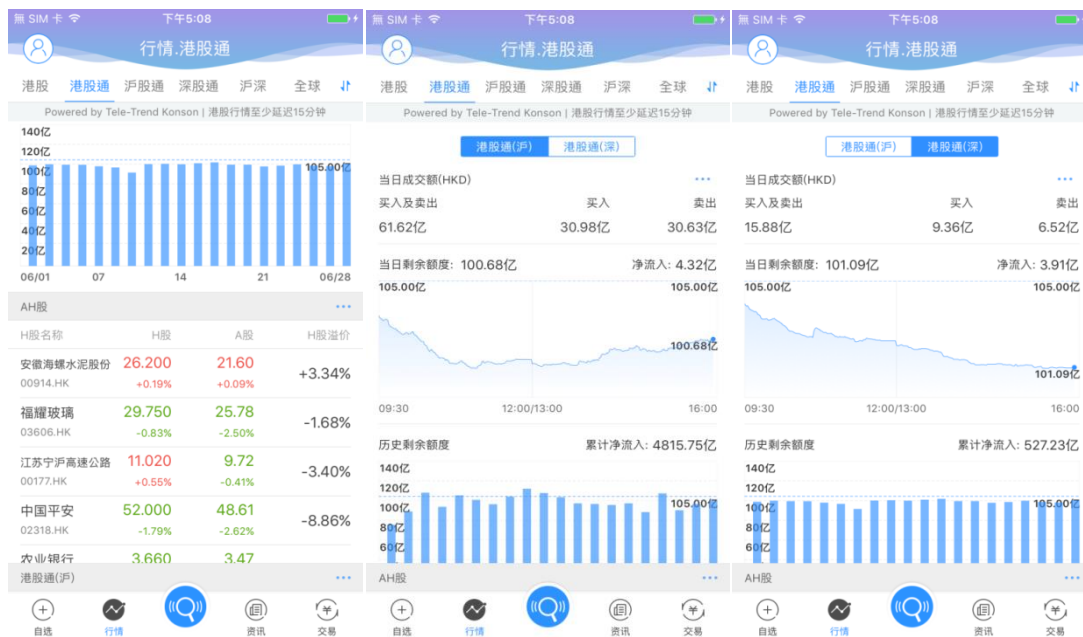 無 SIM 卡 下午5:08
行情.港股通
港股 港股通 沪股通 深股通 沪深 全球
Powered by Tele-Trend Konson | 港股行情至少延迟15分钟
140亿
120亿
100亿 105.00亿
80亿
60亿
40亿
20亿
06/01 07 14 21 06/28
AH股
H股名称 H股 A股 H股溢价
安徽海螺水泥股份 26.200 21.60
00914.HK +0.19% +0.09% +3.34%
福耀玻璃 29.750 25.78
03606.HK -0.83% -2.50% -1.68%
江苏宁沪高速公路 11.020 9.72
00177.HK +0.55% -0.41% -3.40%
中国平安 52.000 48.61
02318.HK -1.79% -2.62% -8.86%
农业银行 3.660 3.47
港股通(沪)
自选 行情 资讯 交易
無 SIM 卡 下午5:08
行情.港股通
港股 港股通 沪股通 深股通 沪深 全球
Powered by Tele-Trend Konson | 港股行情至少延迟15分钟
港股通(沪) 港股通(深)
当日成交额(HKD)
买入及卖出 买入 卖出
61.62亿 30.98亿 30.63亿
当日剩余额度: 100.68亿 净流入: 4.32亿
105.00亿 105.00亿
100.68亿
09:30 12:00/13:00 16:00
历史剩余额度 累计净流入: 4815.75亿
140亿
120亿
100亿 105.00亿
80亿
60亿
AH股
自选 行情 资讯 交易
無 SIM 卡 下午5:08
行情.港股通
港股 港股通 沪股通 深股通 沪深 全球
Powered by Tele-Trend Konson | 港股行情至少延迟15分钟
港股通(沪) 港股通(深)
当日成交额(HKD)
买入及卖出 买入 卖出
15.88亿 9.36亿 6.52亿
当日剩余额度: 101.09亿 净流入: 3.91亿
105.00亿 105.00亿
101.09亿
09:30 12:00/13:00 16:00
历史剩余额度 累计净流入: 527.23亿
140亿
120亿
100亿 105.00亿
80亿
60亿
AH股
自选 行情 资讯 交易